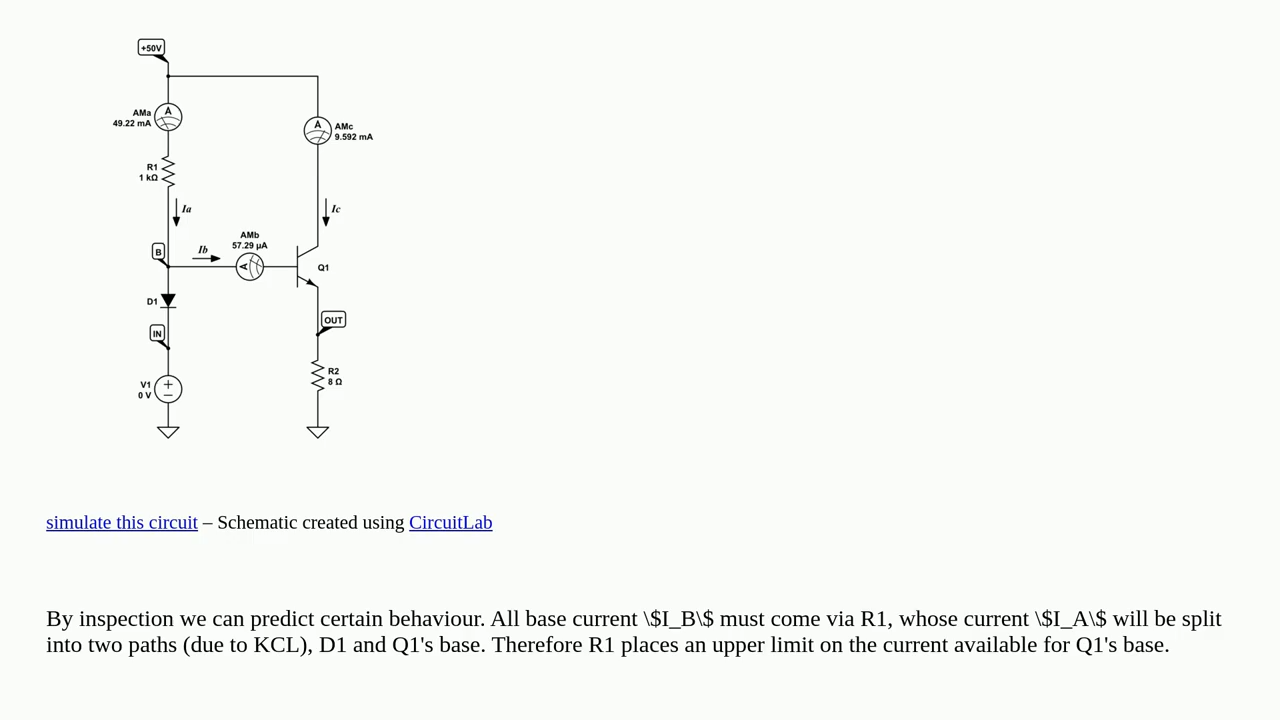 +50V
AMa
49.22 mA
AMc
9.592 mA
R1
1 kΩ
Ia
Ic
AMb
57.29 µA
B
Ib
Q1
D1
OUT
IN
R2
8 Ω
V1
0 V
simulate this circuit – Schematic created using CircuitLab
By inspection we can predict certain behaviour. All base current \$I_B\$ must come via R1, whose current \$I_A\$ will be split
into two paths (due to KCL), D1 and Q1's base. Therefore R1 places an upper limit on the current available for Q1's base.